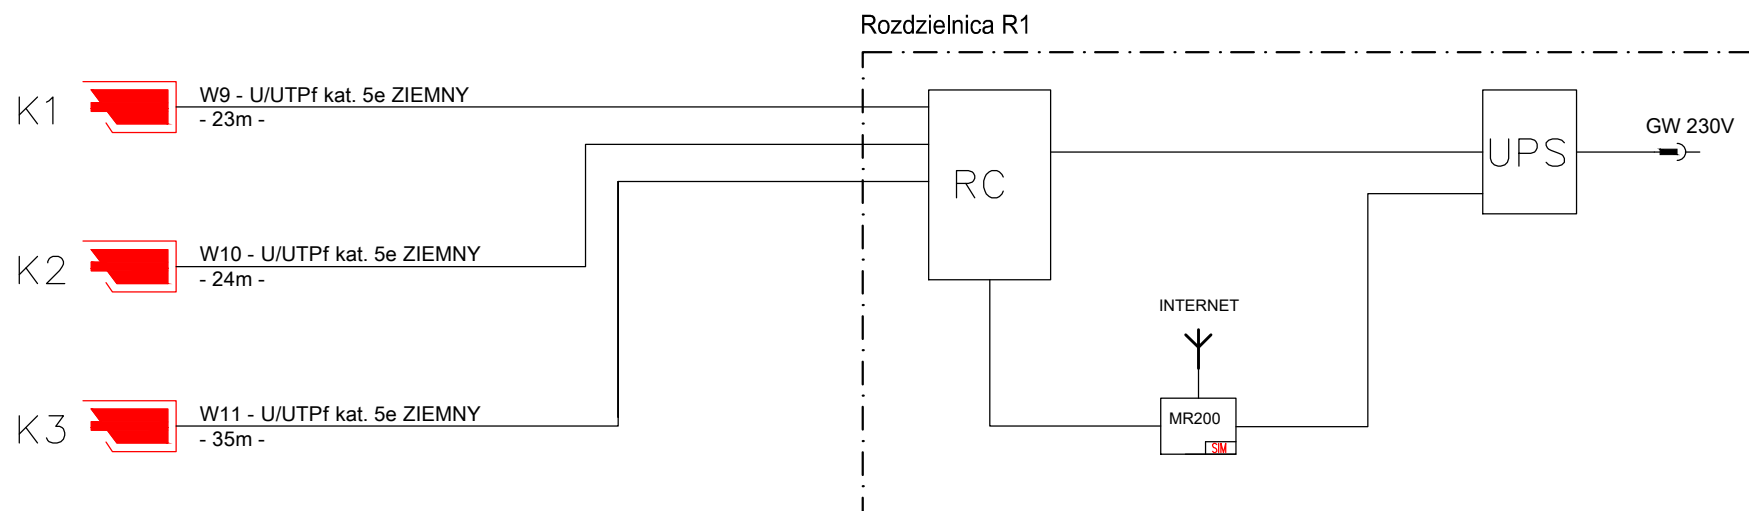 Rozdzielnica R1
K1
W9 - U/UTPf kat. 5e ZIEMNY
- 23m -
RC
UPS
GW 230V
K2
W10 - U/UTPf kat. 5e ZIEMNY
- 24m -
INTERNET
K3
W11 - U/UTPf kat. 5e ZIEMNY
- 35m -
MR200
SIM